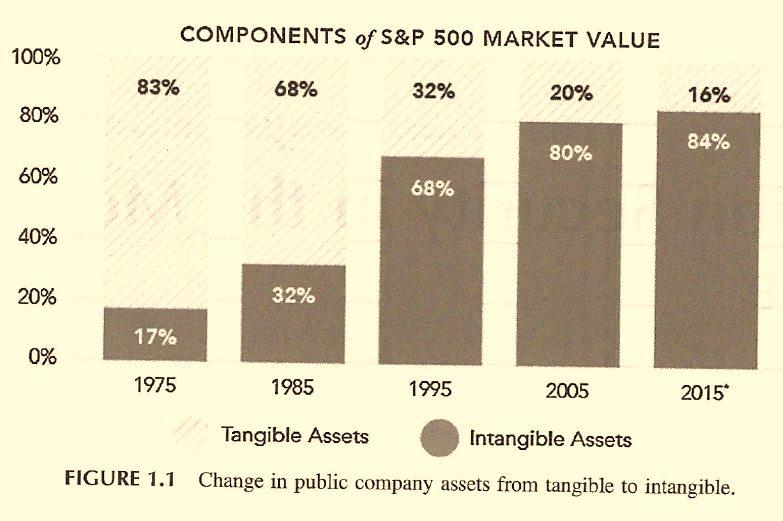 COMPONENTS of S&P 500 MARKET VALUE
100%
83% 68% 32% 20% 16%
80%
80% 84%
60%
68%
40%
32%
20%
17%
0%
1975 1985 1995 2005 2015*
Tangible Assets Intangible Assets
FIGURE 1.1 Change in public company assets from tangible to intangible.